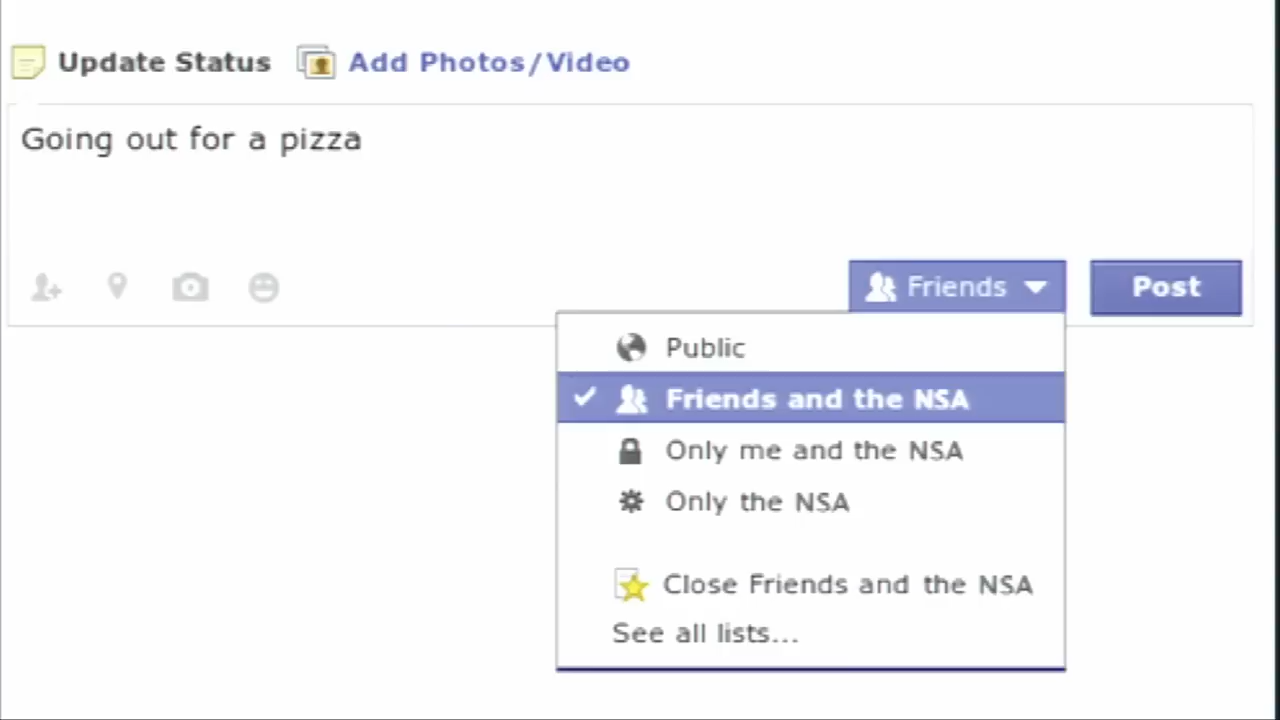 Update Status Add Photos/Video
Going out for a pizza
Friends Post
Public
Friends and the NSA
Only me and the NSA
Only the NSA
Close Friends and the NSA
See all lists...